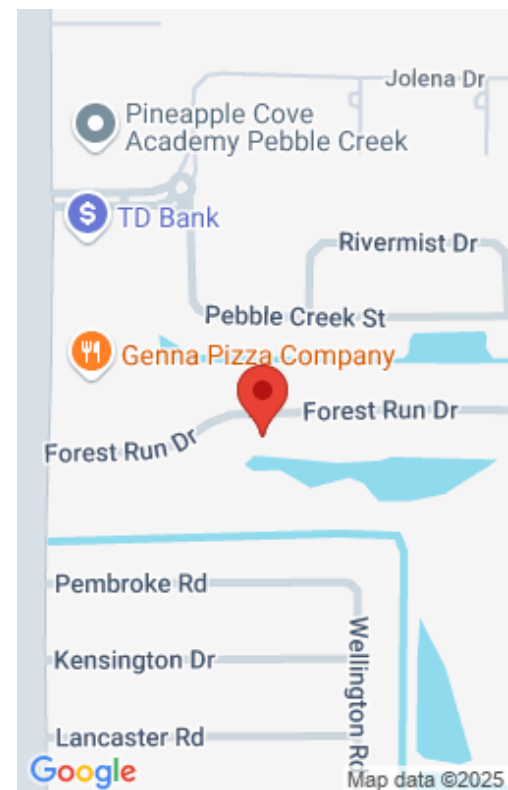 Jolena Dr
Pineapple Cove
Academy Pebble Creek
TD Bank
Rivermist Dr
Pebble Creek St
Genna Pizza Company
Forest Run Dr
Forest Run Dr
Pembroke Rd
Wellington Rd
Kensington Dr
Lancaster Rd
Google
Map data ©2025